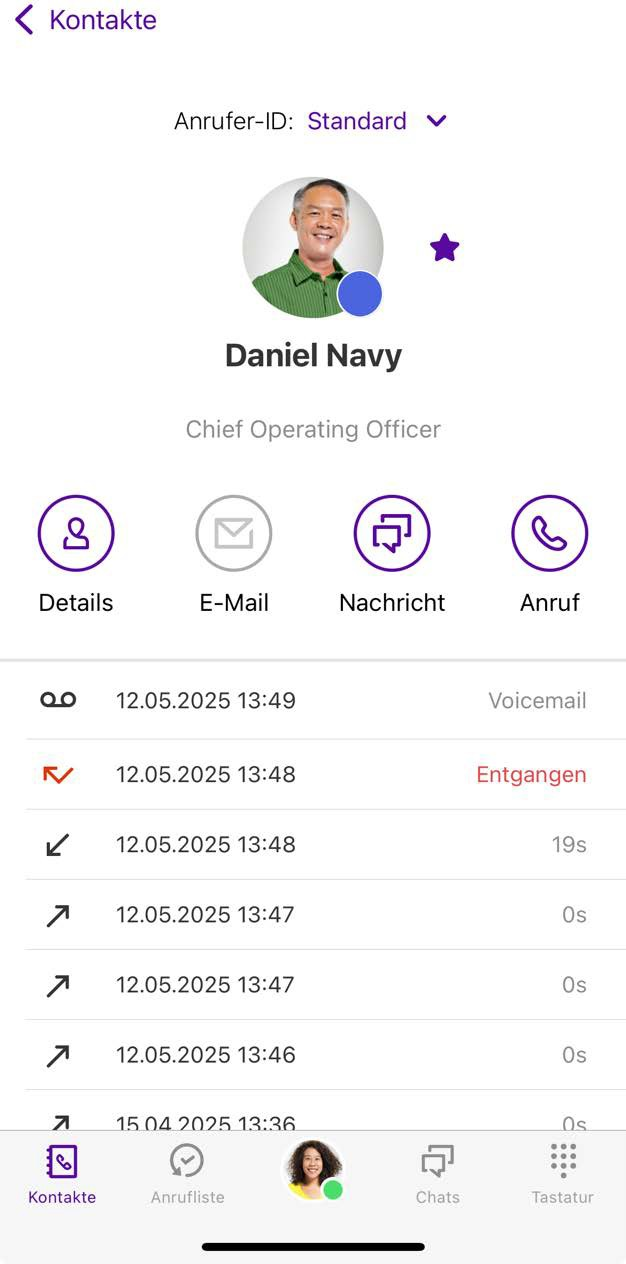 Kontakte
Anrufer-ID: Standard
Daniel Navy
Chief Operating Officer
Details E-Mail Nachricht Anruf
12.05.2025 13:49 Voicemail
12.05.2025 13:48 Entgangen
12.05.2025 13:48 19s
12.05.2025 13:47 0s
12.05.2025 13:47 0s
12.05.2025 13:46 0s
15.04.2025 13:36 0s
Kontakte Anrufliste Chats Tastatur